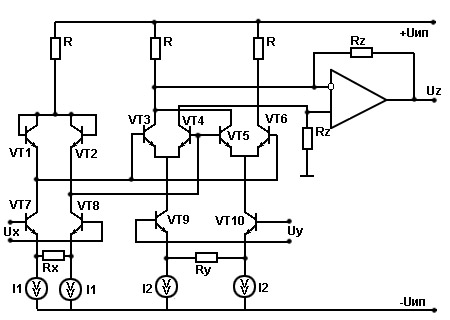 +Uип
R
R
R
Rz
Uz
VT3
VT4
VT5
VT6
Rz
VT1
VT2
VT7
VT8
Ux
VT9
VT10
Uy
Rx
Ry
I1
I1
I2
I2
-Uип